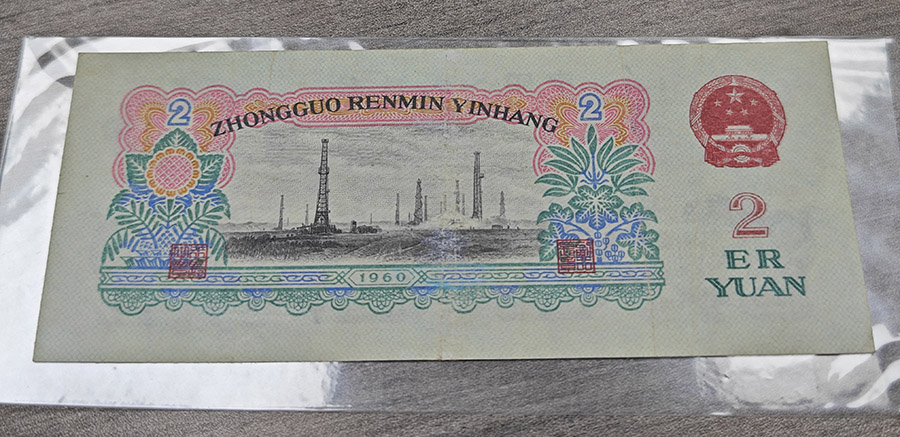 2
2
ZHONGGUO RENMIN YINHANG
1960
2
ER
YUAN